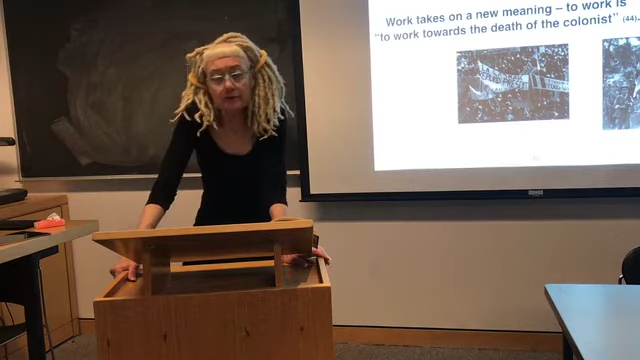 Work takes on a new meaning – to work is
“to work towards the death of the colonist” (44).